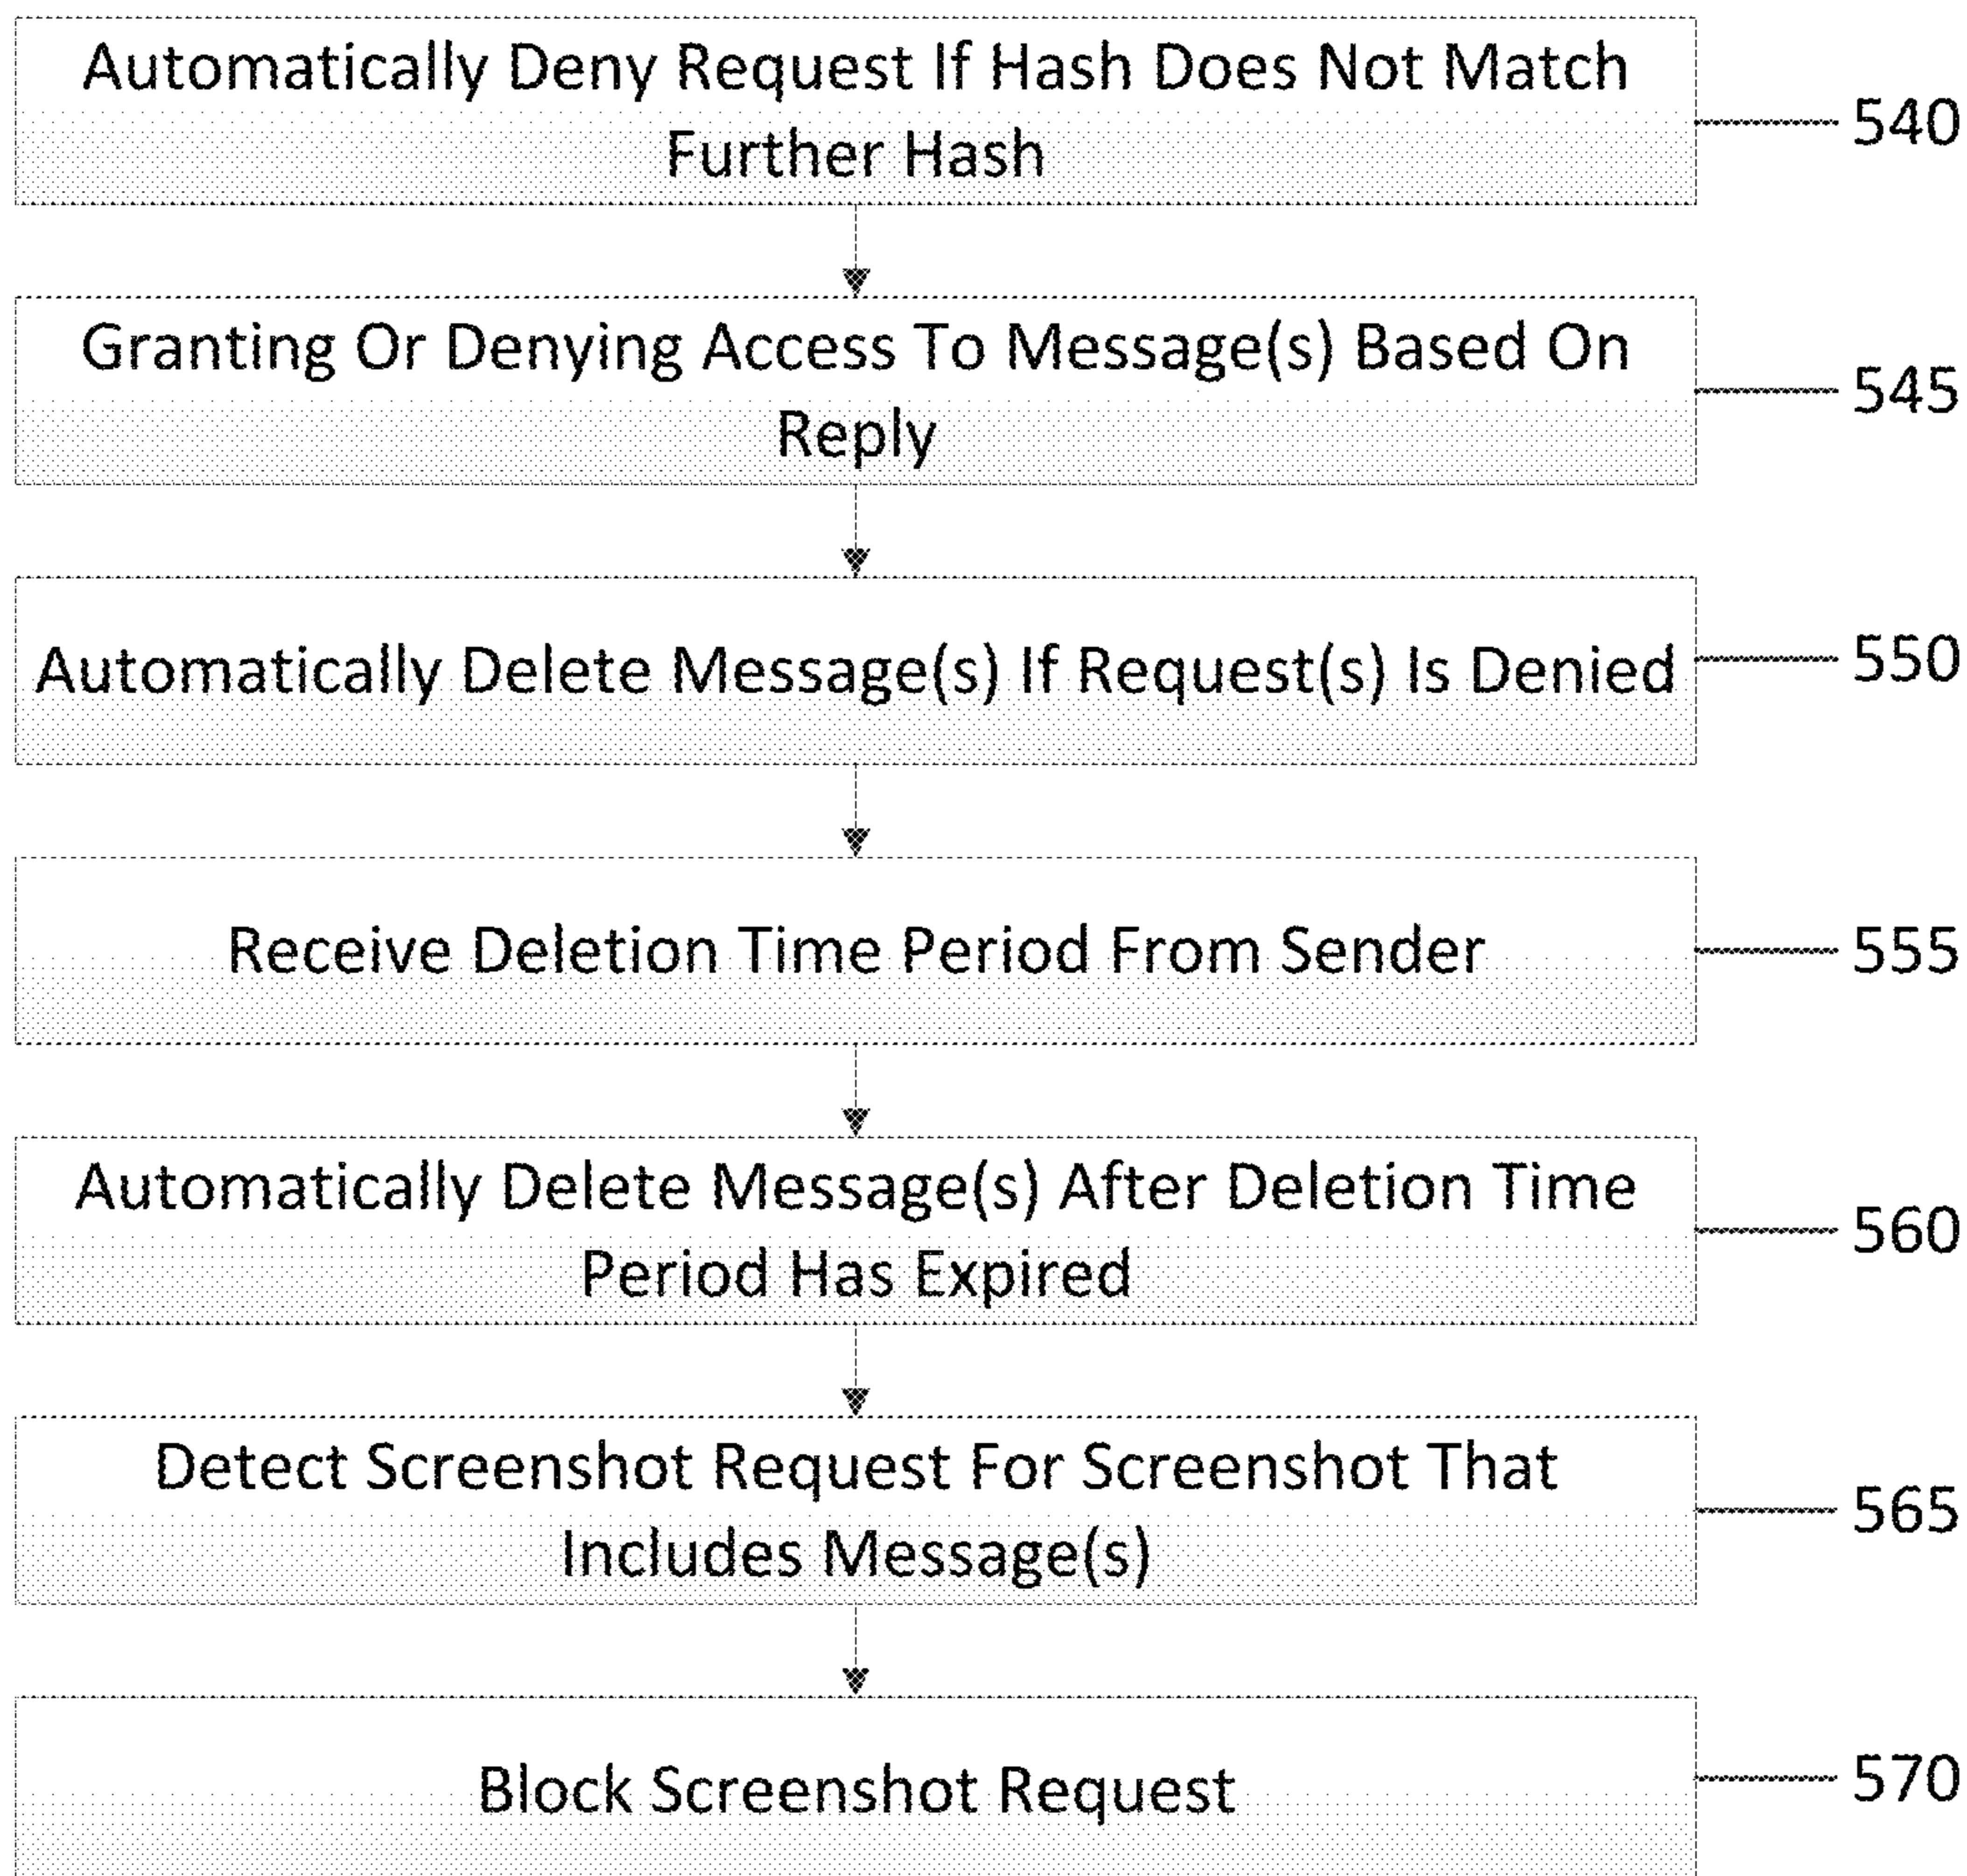 Automatically Deny Request If Hash Does Not Match
Further Hash
540
Granting Or Denying Access To Message(s) Based On
Reply
545
Automatically Delete Message(s) If Request(s) Is Denied
550
Receive Deletion Time Period From Sender
555
Automatically Delete Message(s) After Deletion Time
Period Has Expired
560
Detect Screenshot Request For Screenshot That
Includes Message(s)
565
Block Screenshot Request
570